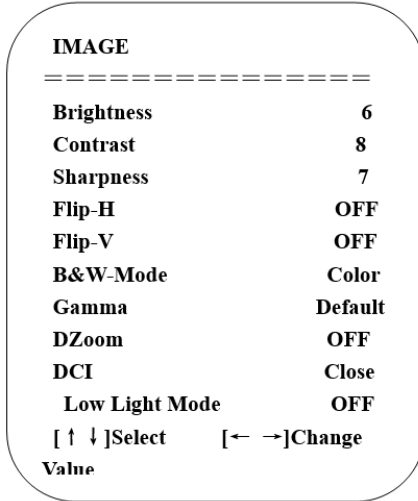 IMAGE
===============
Brightness 6
Contrast 8
Sharpness 7
Flip-H OFF
Flip-V OFF
B&W-Mode Color
Gamma Default
DZoom OFF
DCI Close
Low Light Mode OFF
[↑ ↓]Select [← →]Change
Value